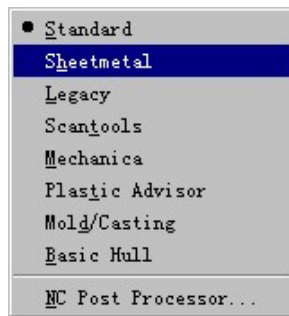 Standard
Sheetmetal
Legacy
Scantools
Mechanica
Plastic Advisor
Mold/Casting
Basic Hull
NC Post Processor...